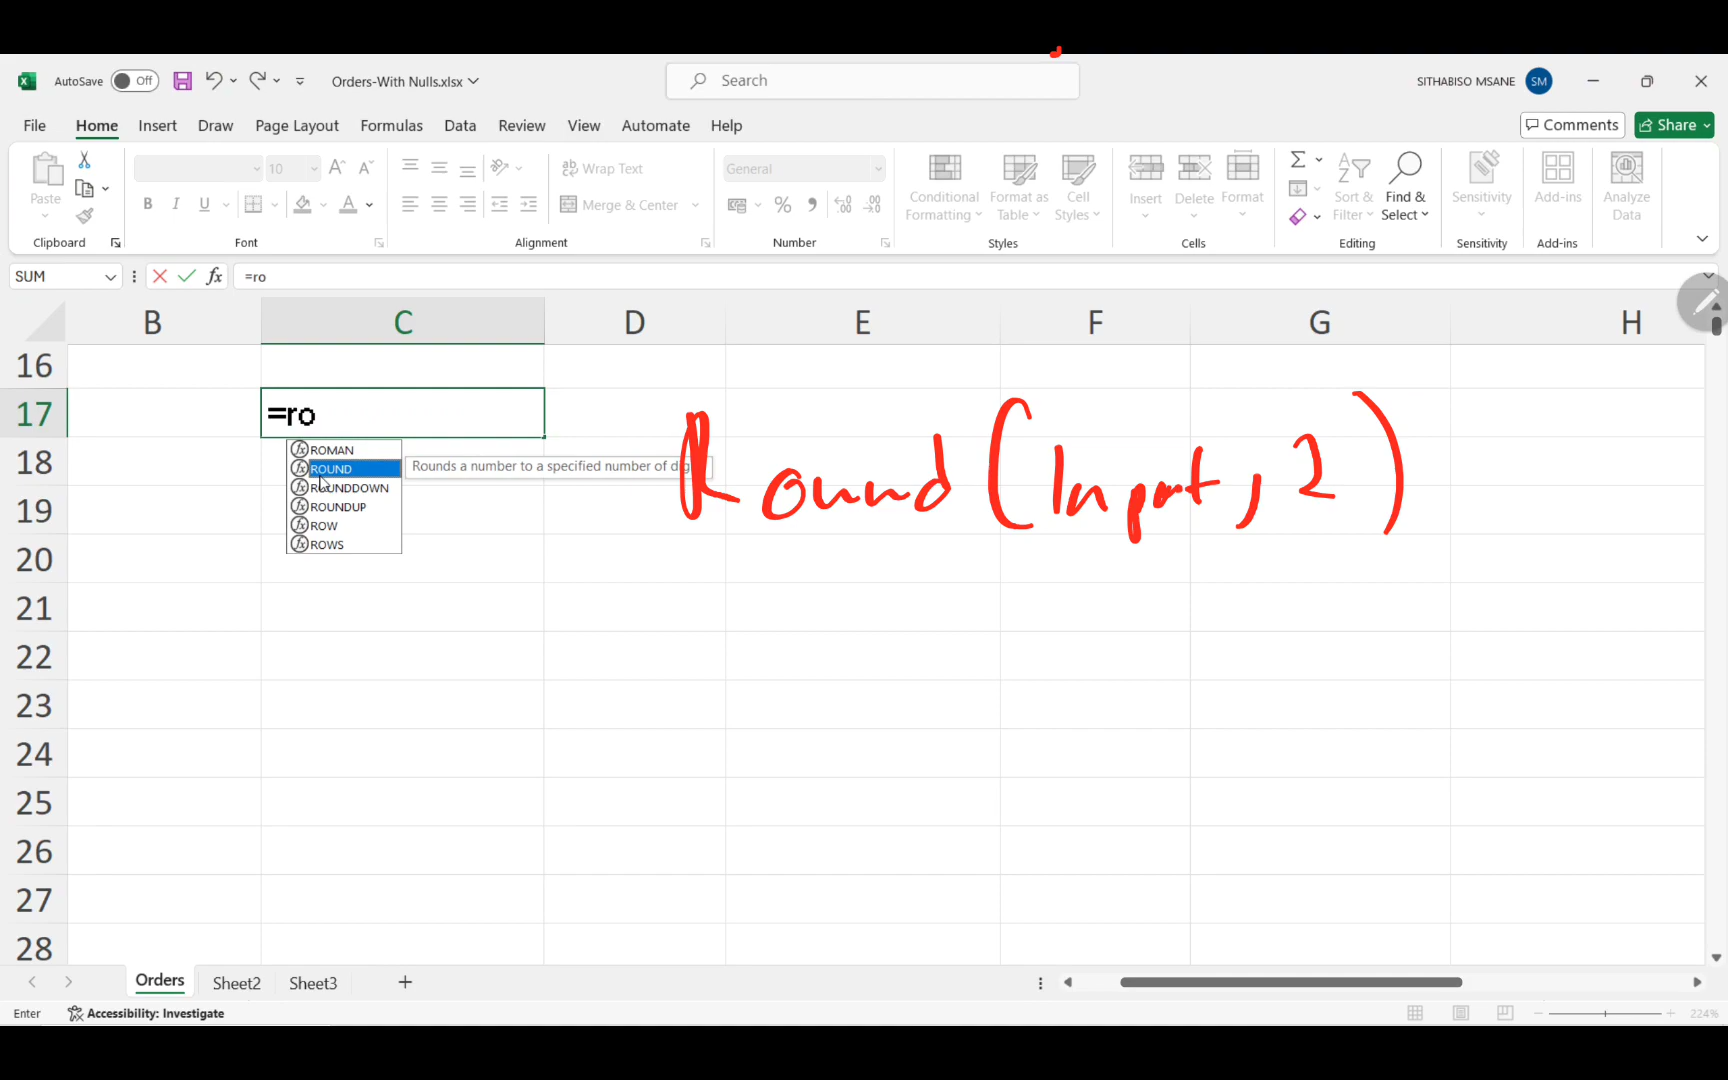 AutoSave Off Orders-With Nulls.xlsx Search SITHABISO MSANE SM
File Home Insert Draw Page Layout Formulas Data Review View Automate Help Comments Share
Paste 10 Wrap Text General Conditional Formatting Format as Table Cell Styles Insert Delete Format Sort & Filter Find & Select Sensitivity Add-ins Analyze Data
B I U A Merge & Center %
Clipboard Font Alignment Number Styles Cells Editing Sensitivity Add-ins
SUM fx =ro
B C D E F G H
16
17 =ro
ROMAN
18 ROUND Rounds a number to a specified number of dig
Round(Input, 2)
ROUNDDOWN
19 ROUNDUP
ROW
ROWS
20
21
22
23
24
25
26
27
28
Orders Sheet2 Sheet3
Enter Accessibility: Investigate 224%